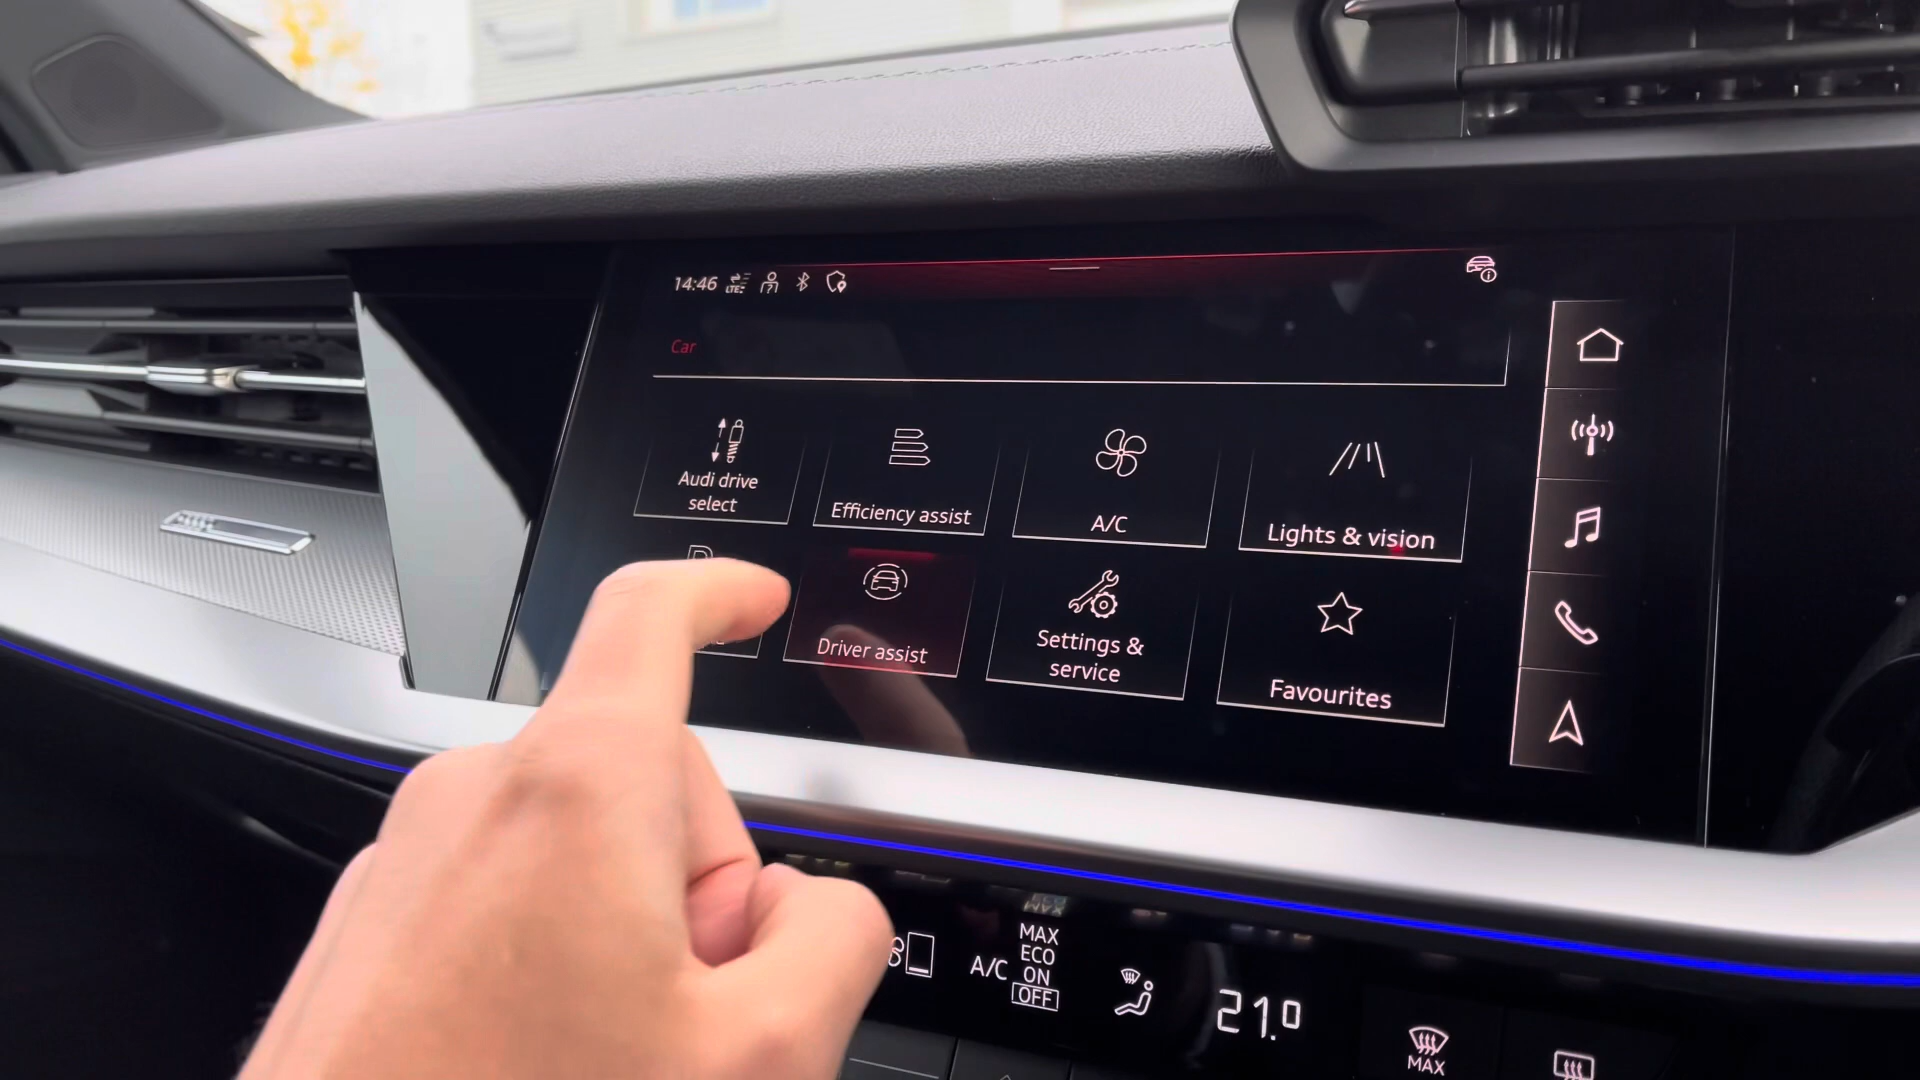 14:46 LTE
Car
Audi drive
select
Efficiency assist
A/C
Lights & vision
Driver assist
Settings &
service
Favourites
A/C
MAX
ECO
ON
OFF
21.0
MAX